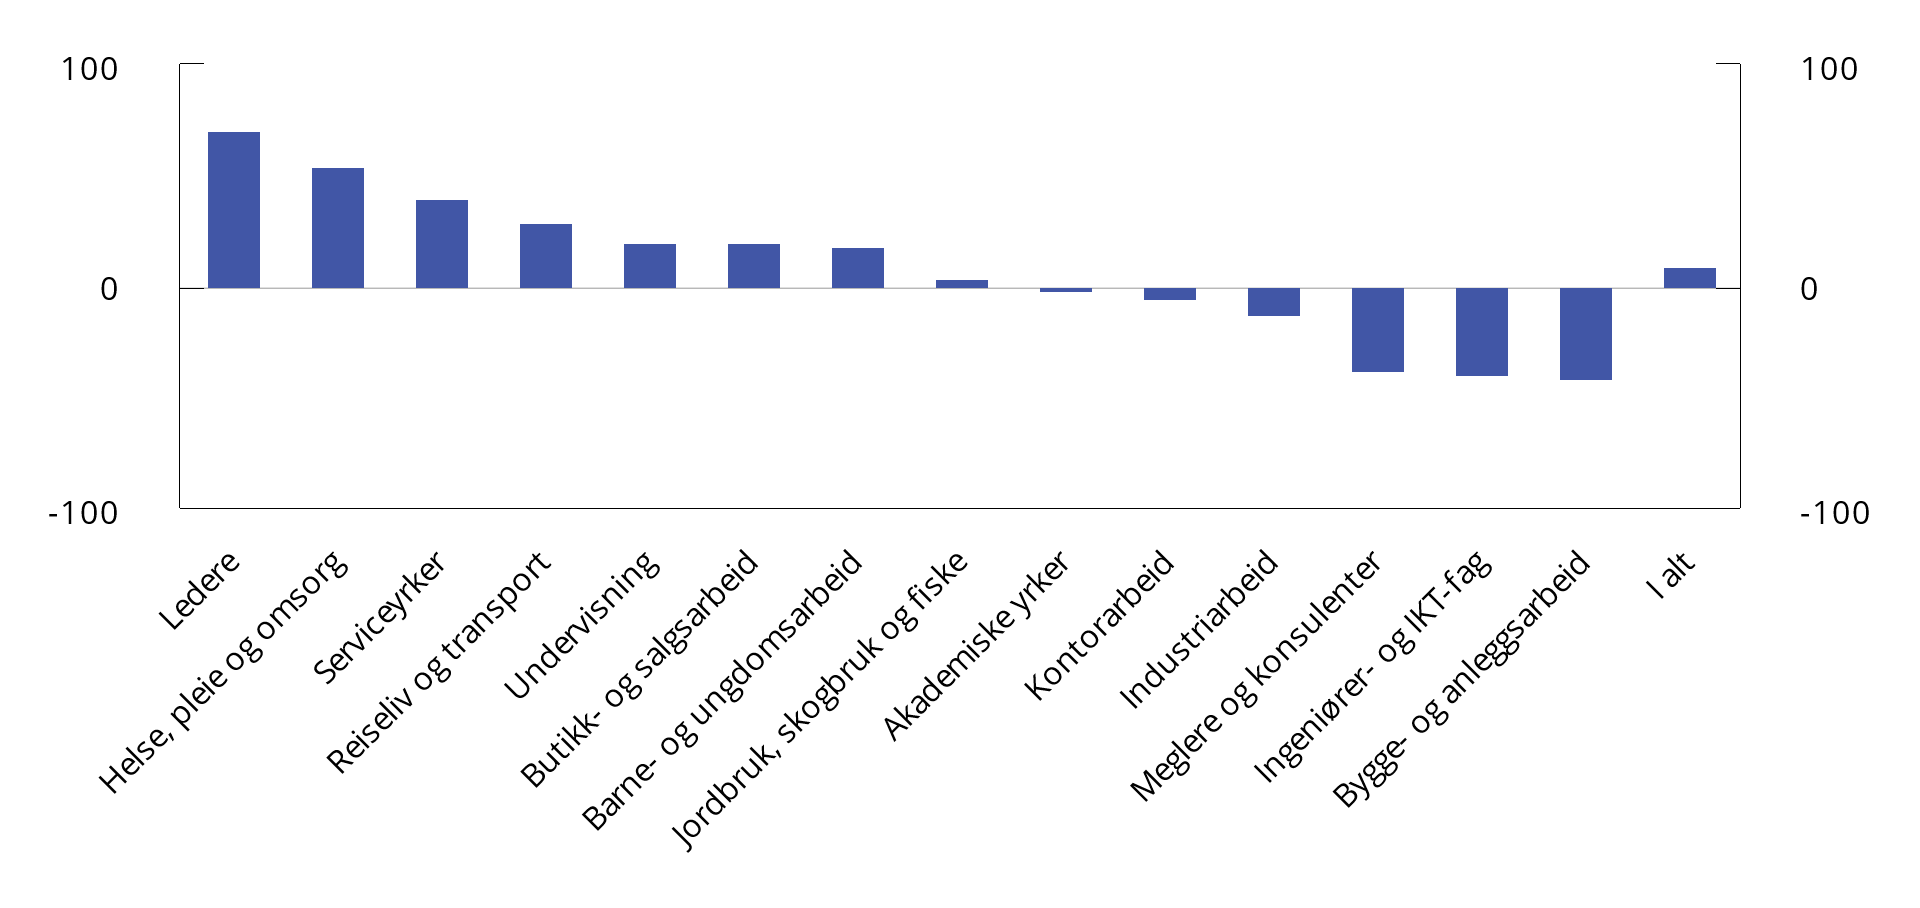 100
0
-100
100
0
-100
Ledere
Helse, pleie og omsorg
Serviceyrker
Reiseliv og transport
Undervisning
Butikk- og salgsarbeid
Barne- og ungdomsarbeid
Jordbruk, skogbruk og fiske
Akademiske yrker
Kontorarbeid
Industriarbeid
Meglere og konsulenter
Ingeniører- og IKT-fag
Bygge- og anleggsarbeid
I alt